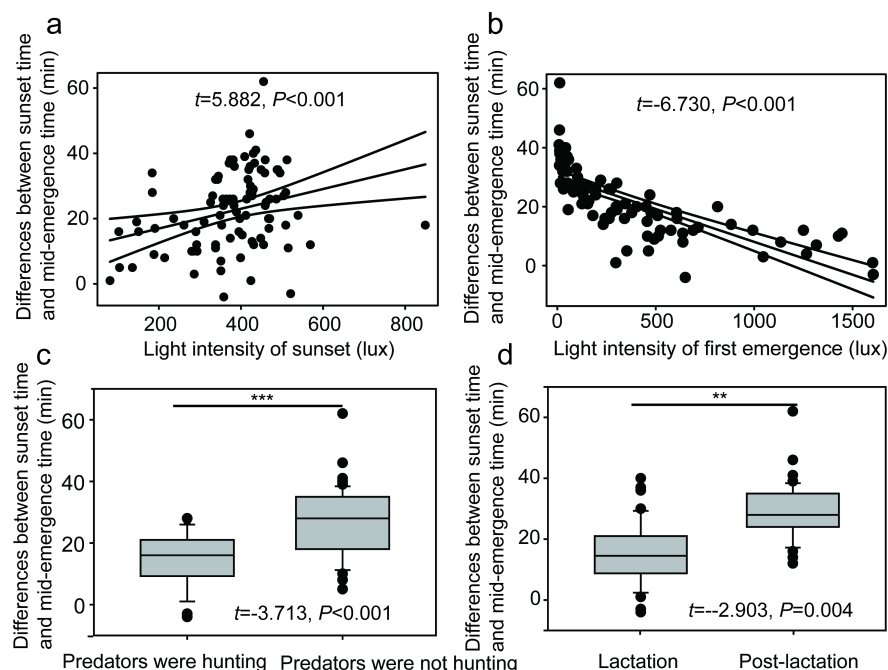 a
Differences between sunset time
and mid-emergence time (min)
60
40
20
0
t=5.882, P<0.001
200
400
600
800
Light intensity of sunset (lux)
b
Differences between sunset time
and mid-emergence time (min)
60
40
20
0
t=-6.730, P<0.001
0
500
1000
1500
Light intensity of first emergence (lux)
c
Differences between sunset time
and mid-emergence time (min)
60
40
20
0
***
t=-3.713, P<0.001
Predators were hunting
Predators were not hunting
d
Differences between sunset time
and mid-emergence time (min)
60
40
20
0
**
t=--2.903, P=0.004
Lactation
Post-lactation